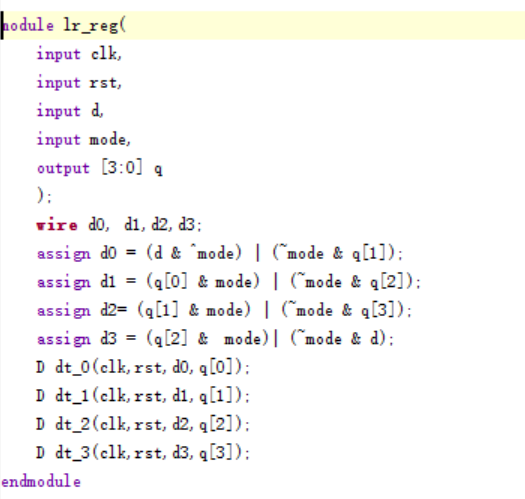 module lr_reg(
input clk,
input rst,
input d,
input mode,
output [3:0] q
);
wire d0, d1,d2,d3;
assign d0 = (d & ^mode) | (~mode & q[1]);
assign d1 = (q[0] & mode) | (~mode & q[2]);
assign d2= (q[1] & mode) | (~mode & q[3]);
assign d3 = (q[2] & mode)| (~mode & d);
D dt_0(clk,rst,d0,q[0]);
D dt_1(clk,rst,d1,q[1]);
D dt_2(clk,rst,d2,q[2]);
D dt_3(clk,rst,d3,q[3]);
endmodule